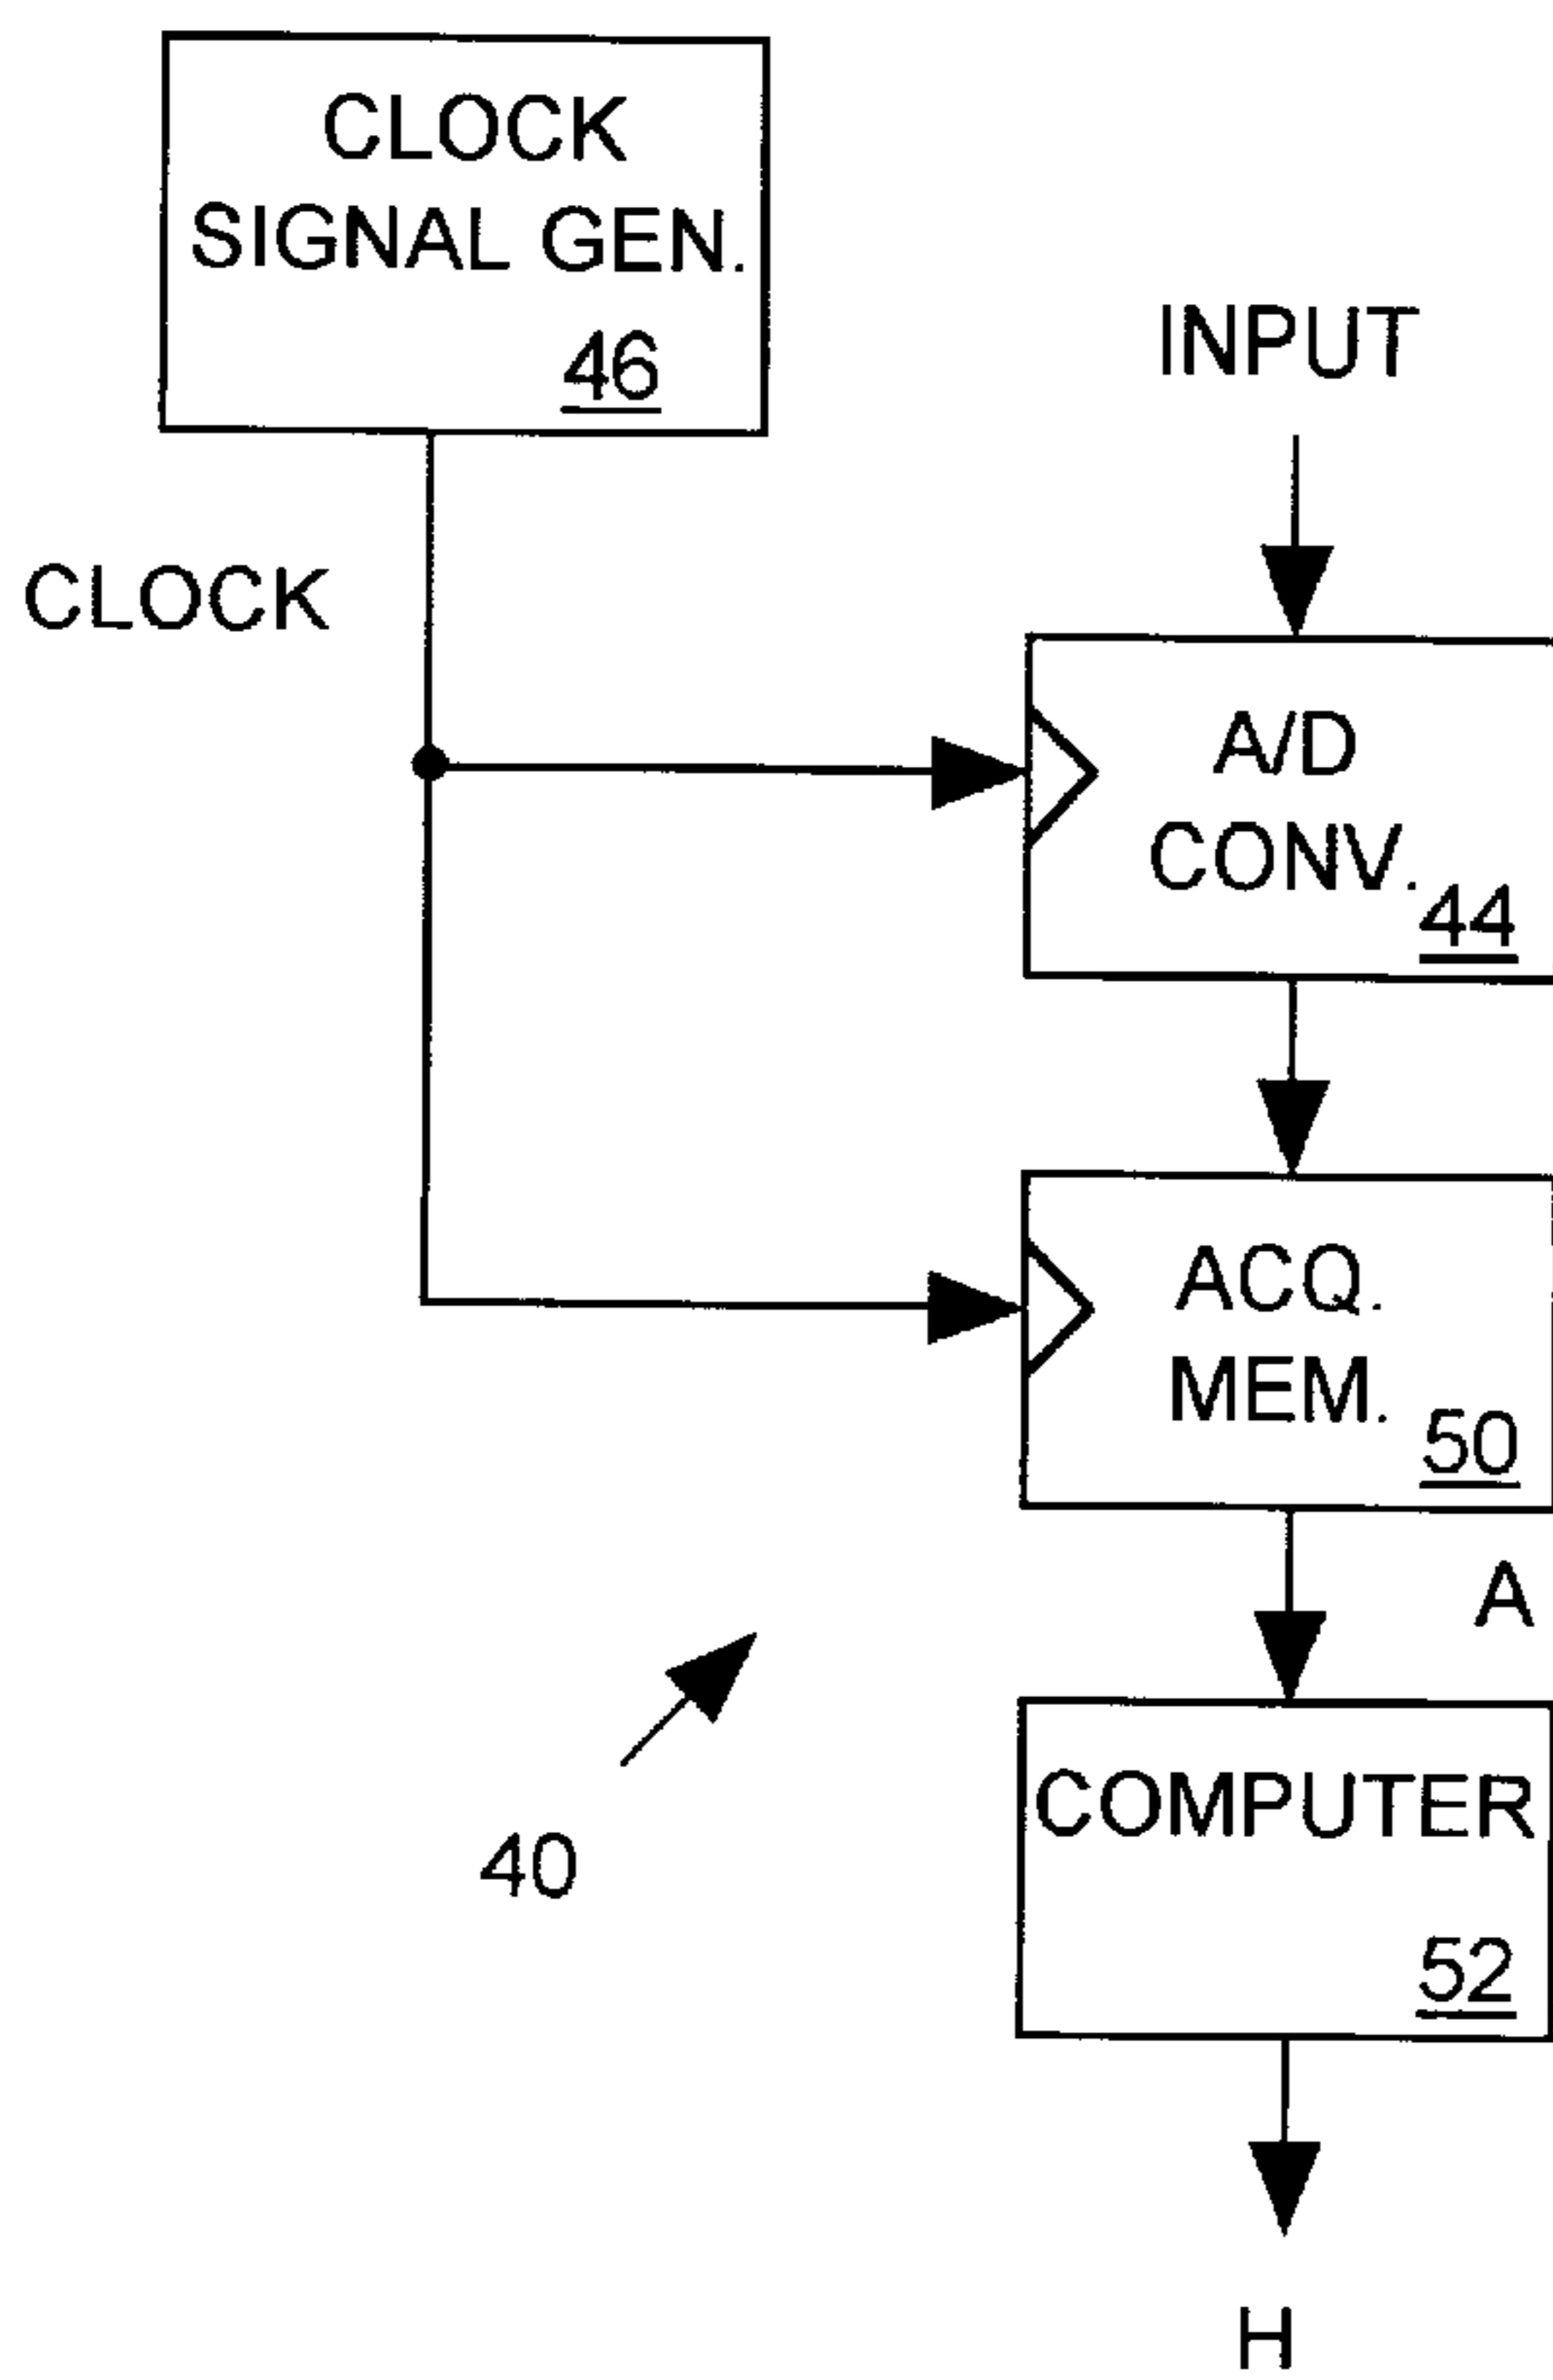 CLOCK
SIGNAL GEN.
46
INPUT
CLOCK
A/D
CONV.
44
ACQ.
MEM.
50
A
COMPUTER
40
52
H